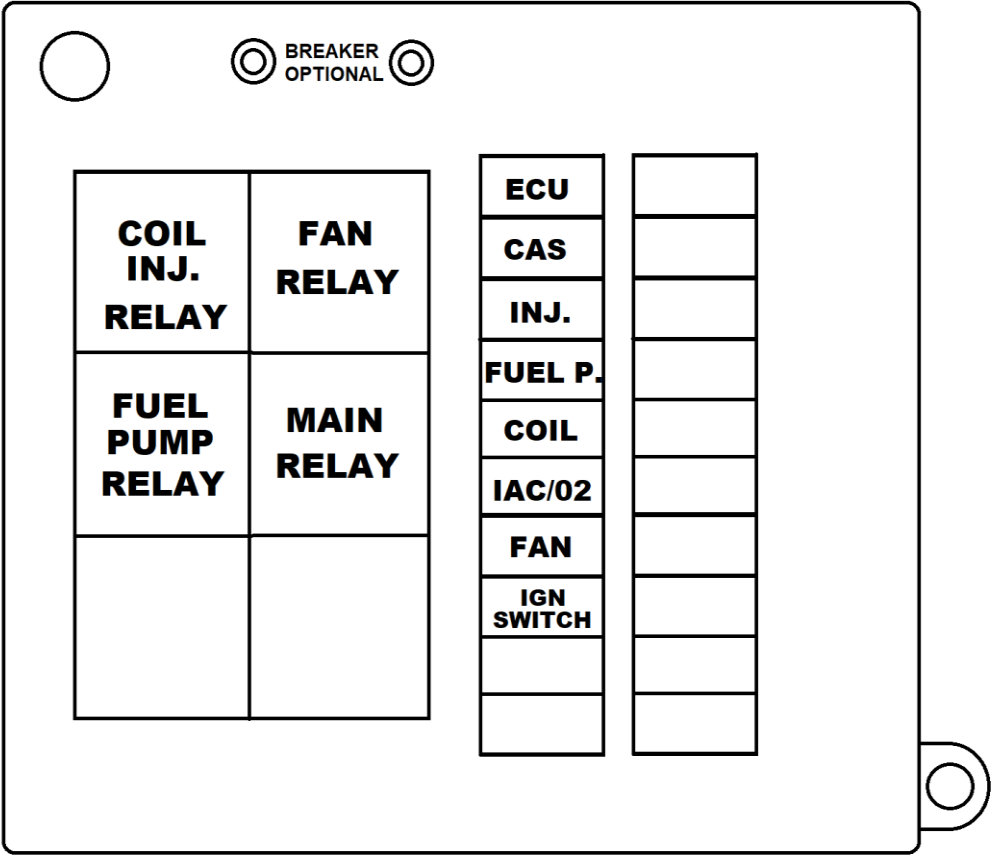 BREAKER
OPTIONAL
COIL
INJ.
RELAY
FAN
RELAY
FUEL
PUMP
RELAY
MAIN
RELAY
ECU
CAS
INJ.
FUEL P.
COIL
IAC/02
FAN
IGN
SWITCH